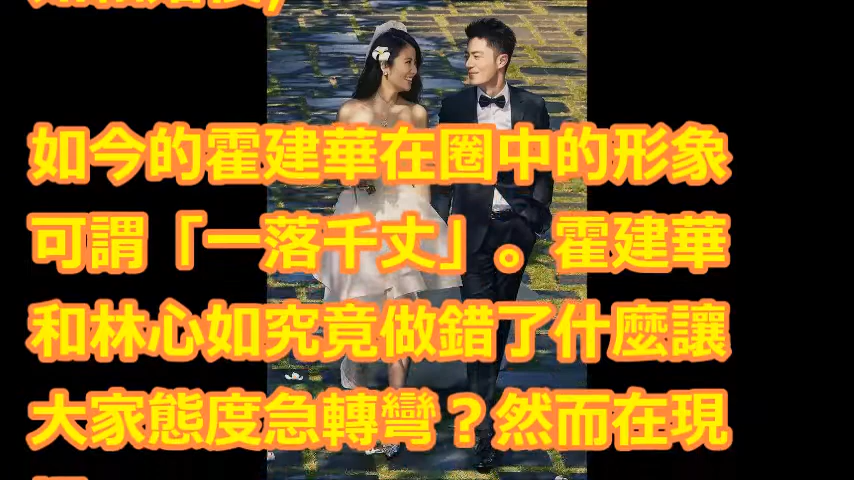 如今的霍建華在圈中的形象
可謂「一落千丈」。霍建華
和林心如究竟做錯了什麼讓
大家態度急轉彎？然而在現